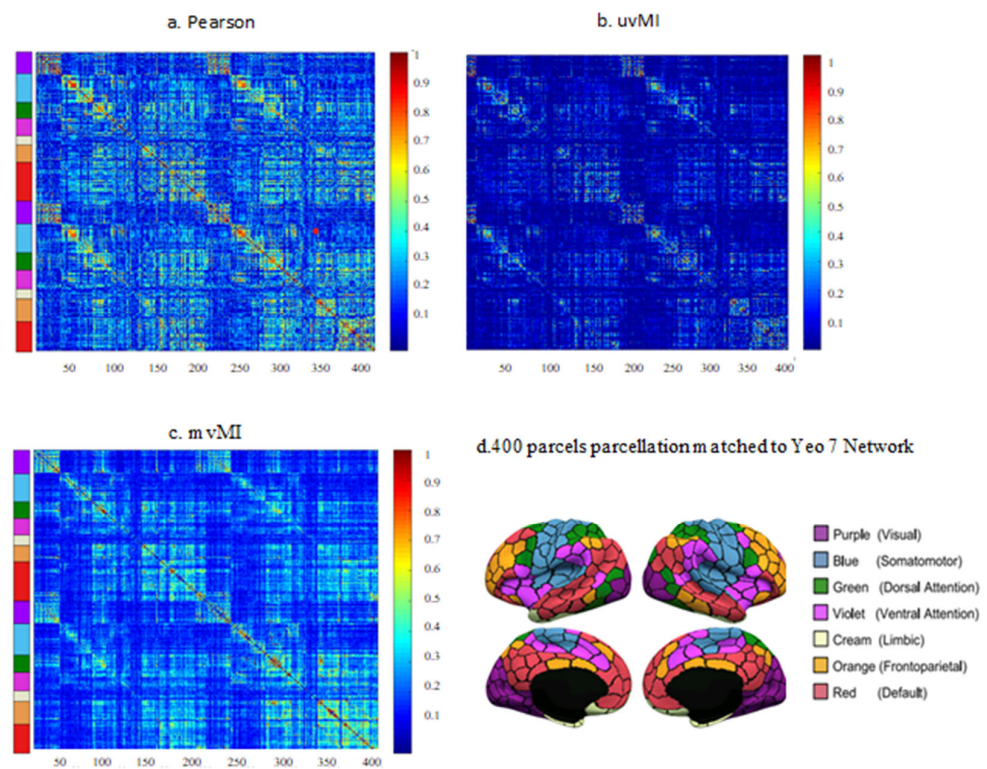 a. Pearson
1
0.9
0.8
0.7
0.6
0.5
0.4
0.3
0.2
0.1
50 100 150 200 250 300 350 400
b. uvMI
1
0.9
0.8
0.7
0.6
0.5
0.4
0.3
0.2
0.1
50 100 150 200 250 300 350 400
c. mvMI
1
0.9
0.8
0.7
0.6
0.5
0.4
0.3
0.2
0.1
50 100 150 200 250 300 350 400
d.400 parcels parcellation matched to Yeo 7 Network
Purple (Visual)
Blue (Somatomotor)
Green (Dorsal Attention)
Violet (Ventral Attention)
Cream (Limbic)
Orange (Frontoparietal)
Red (Default)